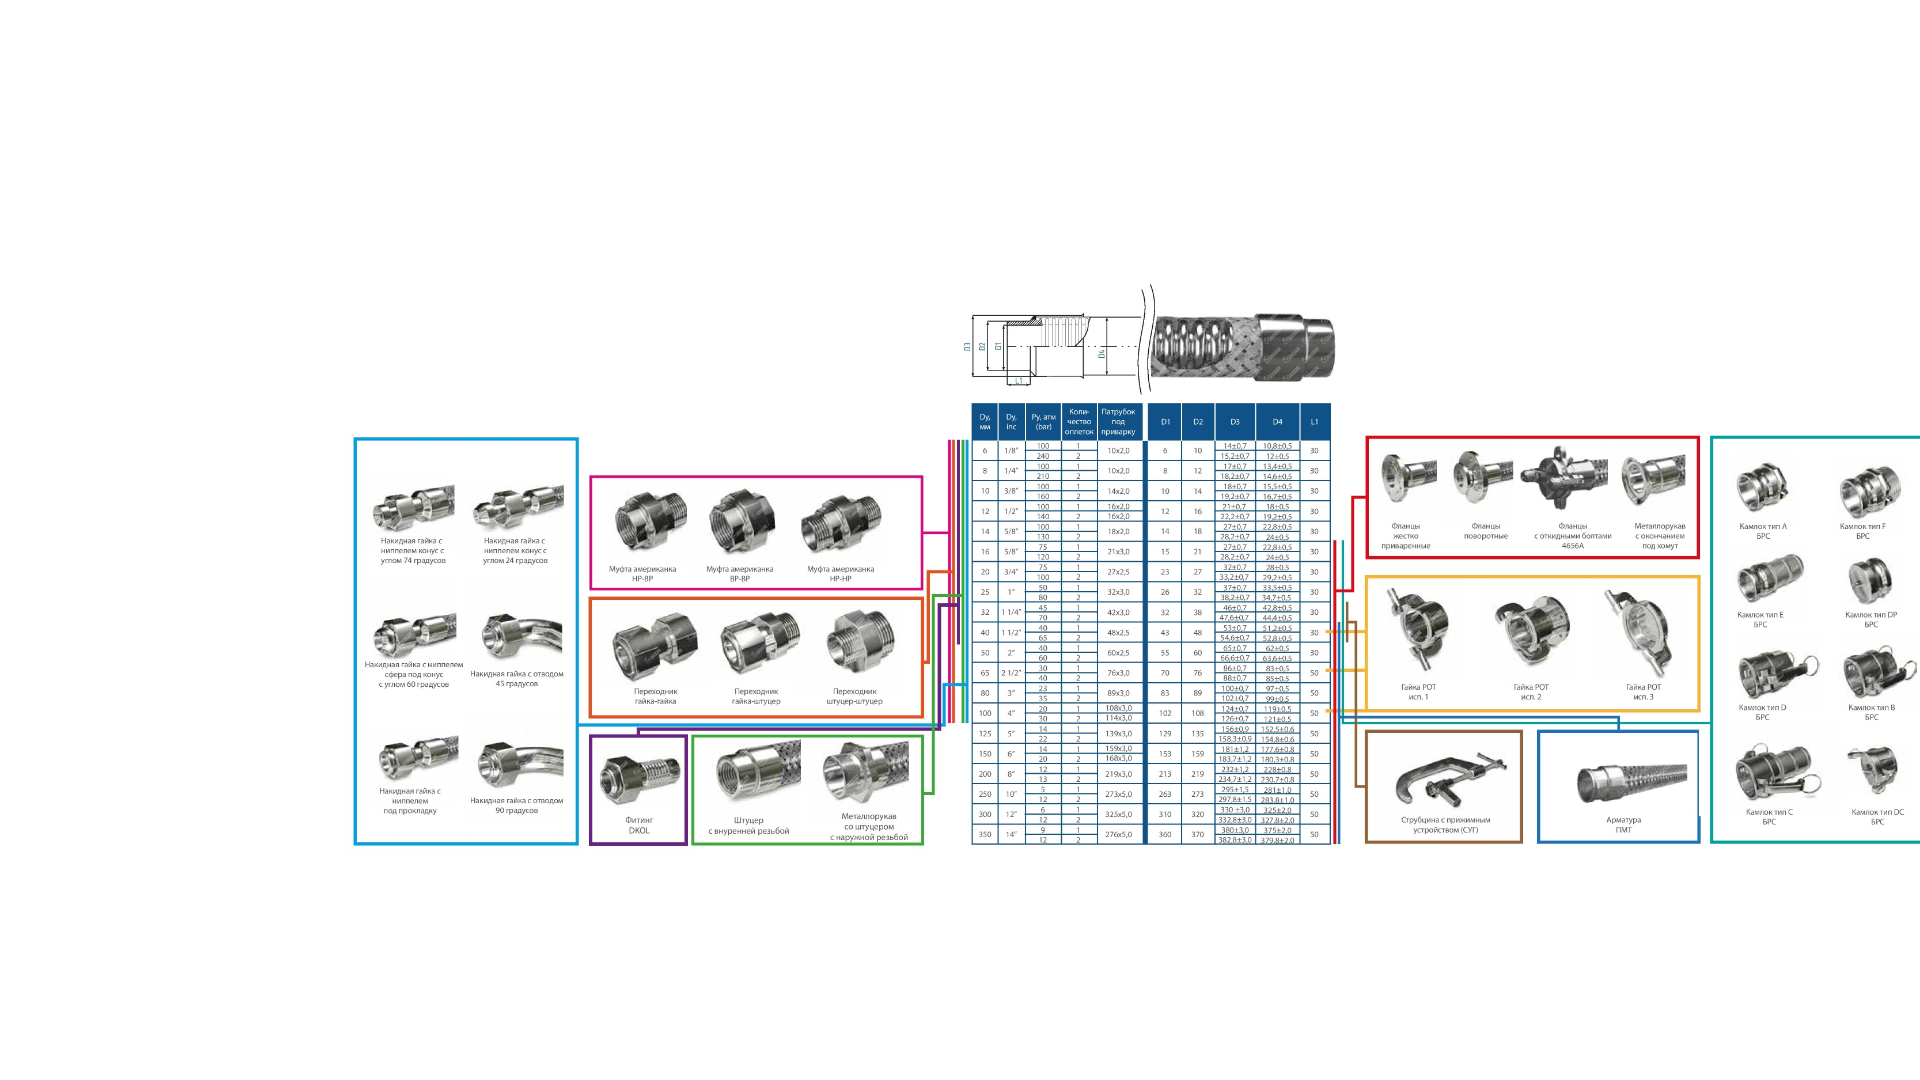 D3
D2
D1
D4
L1
Dy, мм
Dy, inc
Ру, атм (bar)
Коли-чество оплеток
Патрубок под приварку
D1
D2
D3
D4
L1
6 1/8" 100 1 10х2,0 6 10 14±0,7 10,8±0,5 30
240 2 15,2±0,7 12±0,5
8 1/4" 100 1 10х2,0 8 12 17±0,7 13,4±0,5 30
210 2 18,2±0,7 14,6±0,5
10 3/8" 100 1 14х2,0 10 14 18±0,7 15,5±0,5 30
160 2 19,2±0,7 16,7±0,5
12 1/2" 100 1 16х2,0 12 16 21±0,7 18±0,5 30
140 2 16х2,0 22,2±0,7 19,2±0,5
14 5/8" 100 1 18х2,0 14 18 27±0,7 22,8±0,5 30
130 2 28,2±0,7 24±0,5
16 5/8" 75 1 21х3,0 15 21 27±0,7 22,8±0,5 30
120 2 28,2±0,7 24±0,5
20 3/4" 75 1 27х2,5 23 27 32±0,7 28±0,5 30
100 2 33,2±0,7 29,2±0,5
25 1" 50 1 32х3,0 26 32 37±0,7 33,5±0,5 30
80 2 38,2±0,7 34,7±0,5
32 1 1/4" 45 1 42х3,0 32 38 46±0,7 42,8±0,5 30
70 2 47,6±0,7 44,4±0,5
40 1 1/2" 40 1 48х2,5 43 48 53±0,7 51,2±0,5 30
65 2 54,6±0,7 52,8±0,5
50 2" 40 1 60х2,5 55 60 65±0,7 62±0,5 30
60 2 66,6±0,7 63,6±0,5
65 2 1/2" 30 1 76х3,0 70 76 86±0,7 83±0,5 50
40 2 88±0,7 85±0,5
80 3" 23 1 89х3,0 83 89 100±0,7 97±0,5 50
35 2 102±0,7 99±0,5
100 4" 20 1 108х3,0 102 108 124±0,7 119±0,5 50
30 2 114х3,0 126±0,7 121±0,5
125 5" 14 1 139х3,0 129 135 156±0,9 152,5±0,6 50
22 2 158,3±0,9 154,8±0,6
150 6" 14 1 159х3,0 153 159 181±1,2 177,6±0,8 50
20 2 168х3,0 183,7±1,2 180,3±0,8
200 8" 12 1 219х3,0 213 219 232±1,2 228±0,8 50
13 2 234,7±1,2 230,7±0,8
250 10" 5 1 273х5,0 263 273 295±1,5 281±1,0 50
12 2 297,8±1,5 283,8±1,0
300 12" 6 1 325х5,0 310 320 330 ±3,0 325±2,0 50
12 2 332,8±3,0 327,8±2,0
350 14" 9 1 276х5,0 360 370 380±3,0 375±2,0 50
12 2 382,8±3,0 379,8±2,0
Накидная гайка с
ниппелем конус с
углом 74 градусов
Накидная гайка с
ниппелем конус с
углом 24 градусов
Накидная гайка с ниппелем
сфера под конус
с углом 60 градусов
Накидная гайка с отводом
45 градусов
Накидная гайка с
ниппелем
под прокладку
Накидная гайка с отводом
90 градусов
Муфта американка
НР-ВР
Муфта американка
ВР-ВР
Муфта американка
НР-НР
Переходник
гайка-гайка
Переходник
гайка-штуцер
Переходник
штуцер-штуцер
Фитинг
DKOL
Штуцер
с внуренней резьбой
Металлорукав
со штуцером
с наружной резьбой
Фланцы
жестко
приваренные
Фланцы
поворотные
Фланцы
с откидными болтами
4656А
Металлорукав
с окончанием
под хомут
Гайка РОТ
исп. 1
Гайка РОТ
исп. 2
Гайка РОТ
исп. 3
Струбцина с прижимным
устройством (СУГ)
Арматура
ПМТ
Камлок тип А
БРС
Камлок тип F
БРС
Камлок тип Е
БРС
Камлок тип DP
БРС
Камлок тип D
БРС
Камлок тип В
БРС
Камлок тип С
БРС
Камлок тип DC
БРС